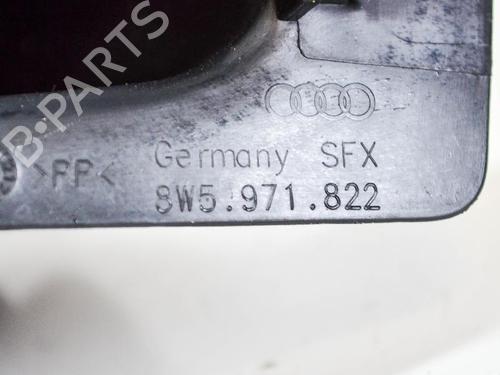 B-PARTS
>PP<
Germany SFX
8W5.971.822